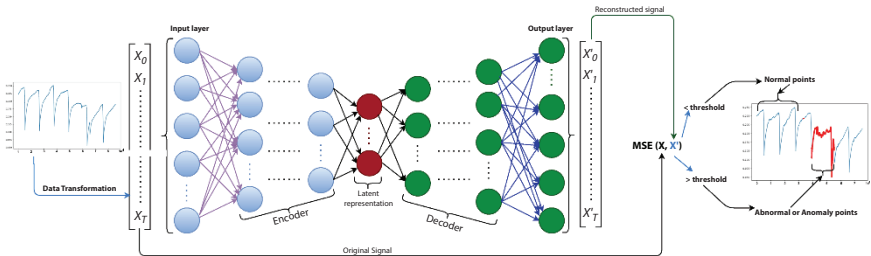 Reconstructed signal
Input layer
Output layer
X0
X1
XT
X'0
X'1
X'T
Data Transformation
Encoder
Latent
representation
Decoder
Original Signal
MSE (X, X')
< threshold
> threshold
Normal points
Abnormal or Anomaly points